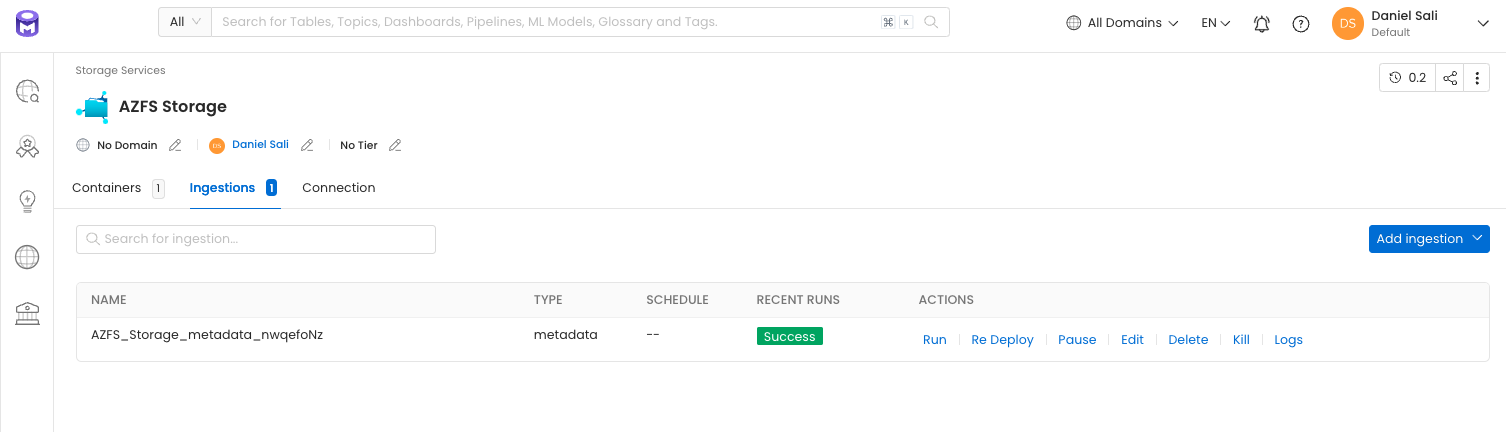 All Search for Tables, Topics, Dashboards, Pipelines, ML Models, Glossary and Tags. ⌘ K All Domains EN ? DS Daniel Sali
Default
Storage Services
0.2
AZFS Storage
No Domain DS Daniel Sali No Tier
Containers 1 Ingestions 1 Connection
Search for ingestion... Add ingestion
NAME TYPE SCHEDULE RECENT RUNS ACTIONS
AZFS_Storage_metadata_nwqefoNz metadata -- Success Run Re Deploy Pause Edit Delete Kill Logs